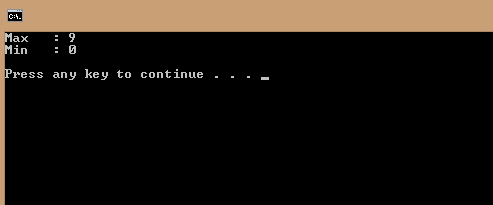 C:\.
Max   : 9
Min   : 0
Press any key to continue . . . _